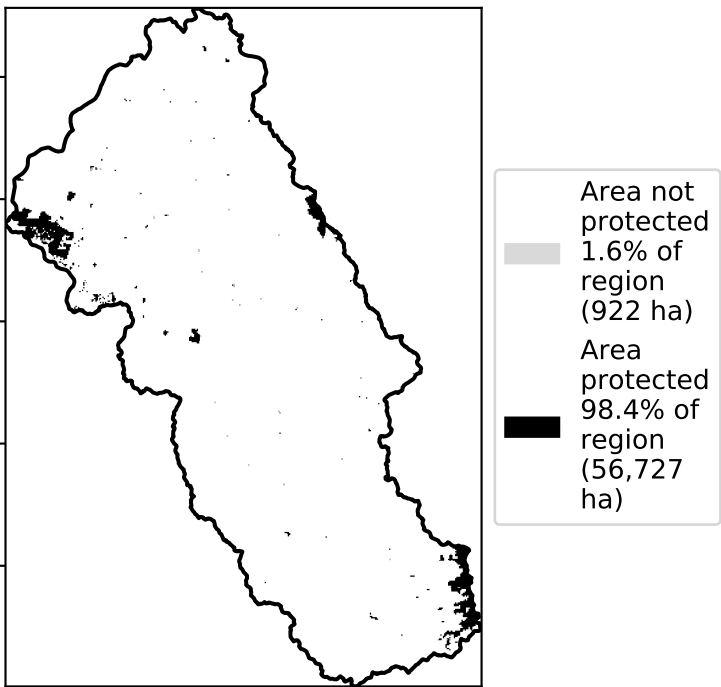 Area not
protected
1.6% of
region
(922 ha)
Area
protected
98.4% of
region
(56,727
ha)